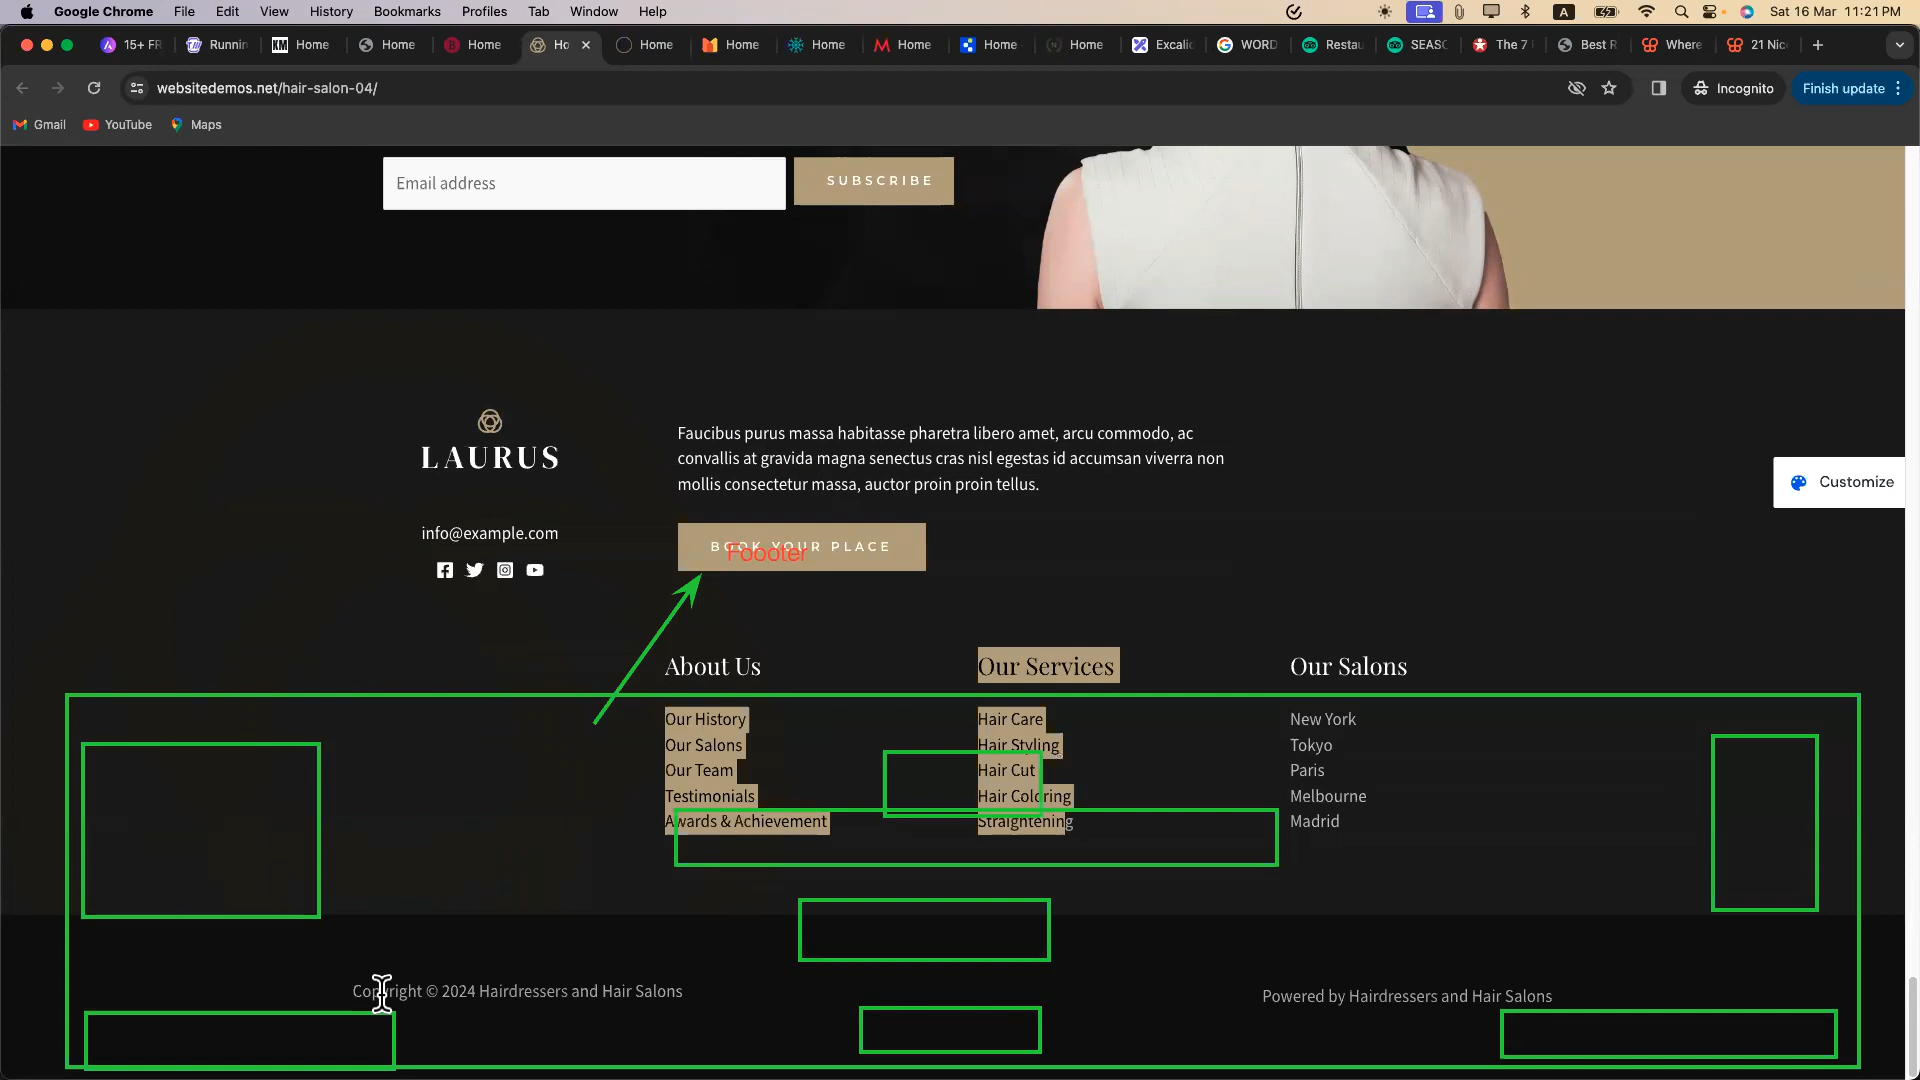 Google Chrome File Edit View History Bookmarks Profiles Tab Window Help A Sat 16 Mar 11:21 PM
15+ FR Runnin KM Home Home Home Ho Home Home Home M Home Home Home Excalid WORD Restau SEASO The 7 Best R Where 21 Nic
websitedemos.net/hair-salon-04/ Incognito Finish update
Gmail YouTube Maps
Email address SUBSCRIBE
LAURUS
info@example.com
Faucibus purus massa habitasse pharetra libero amet, arcu commodo, ac
convallis at gravida magna senectus cras nisl egestas id accumsan viverra non
mollis consectetur massa, auctor proin proin tellus.
BOOK YOUR PLACE
Foooter
Customize
About Us
Our History
Our Salons
Our Team
Testimonials
Awards & Achievement
Our Services
Hair Care
Hair Styling
Hair Cut
Hair Coloring
Straightening
Our Salons
New York
Tokyo
Paris
Melbourne
Madrid
Copyright © 2024 Hairdressers and Hair Salons
Powered by Hairdressers and Hair Salons